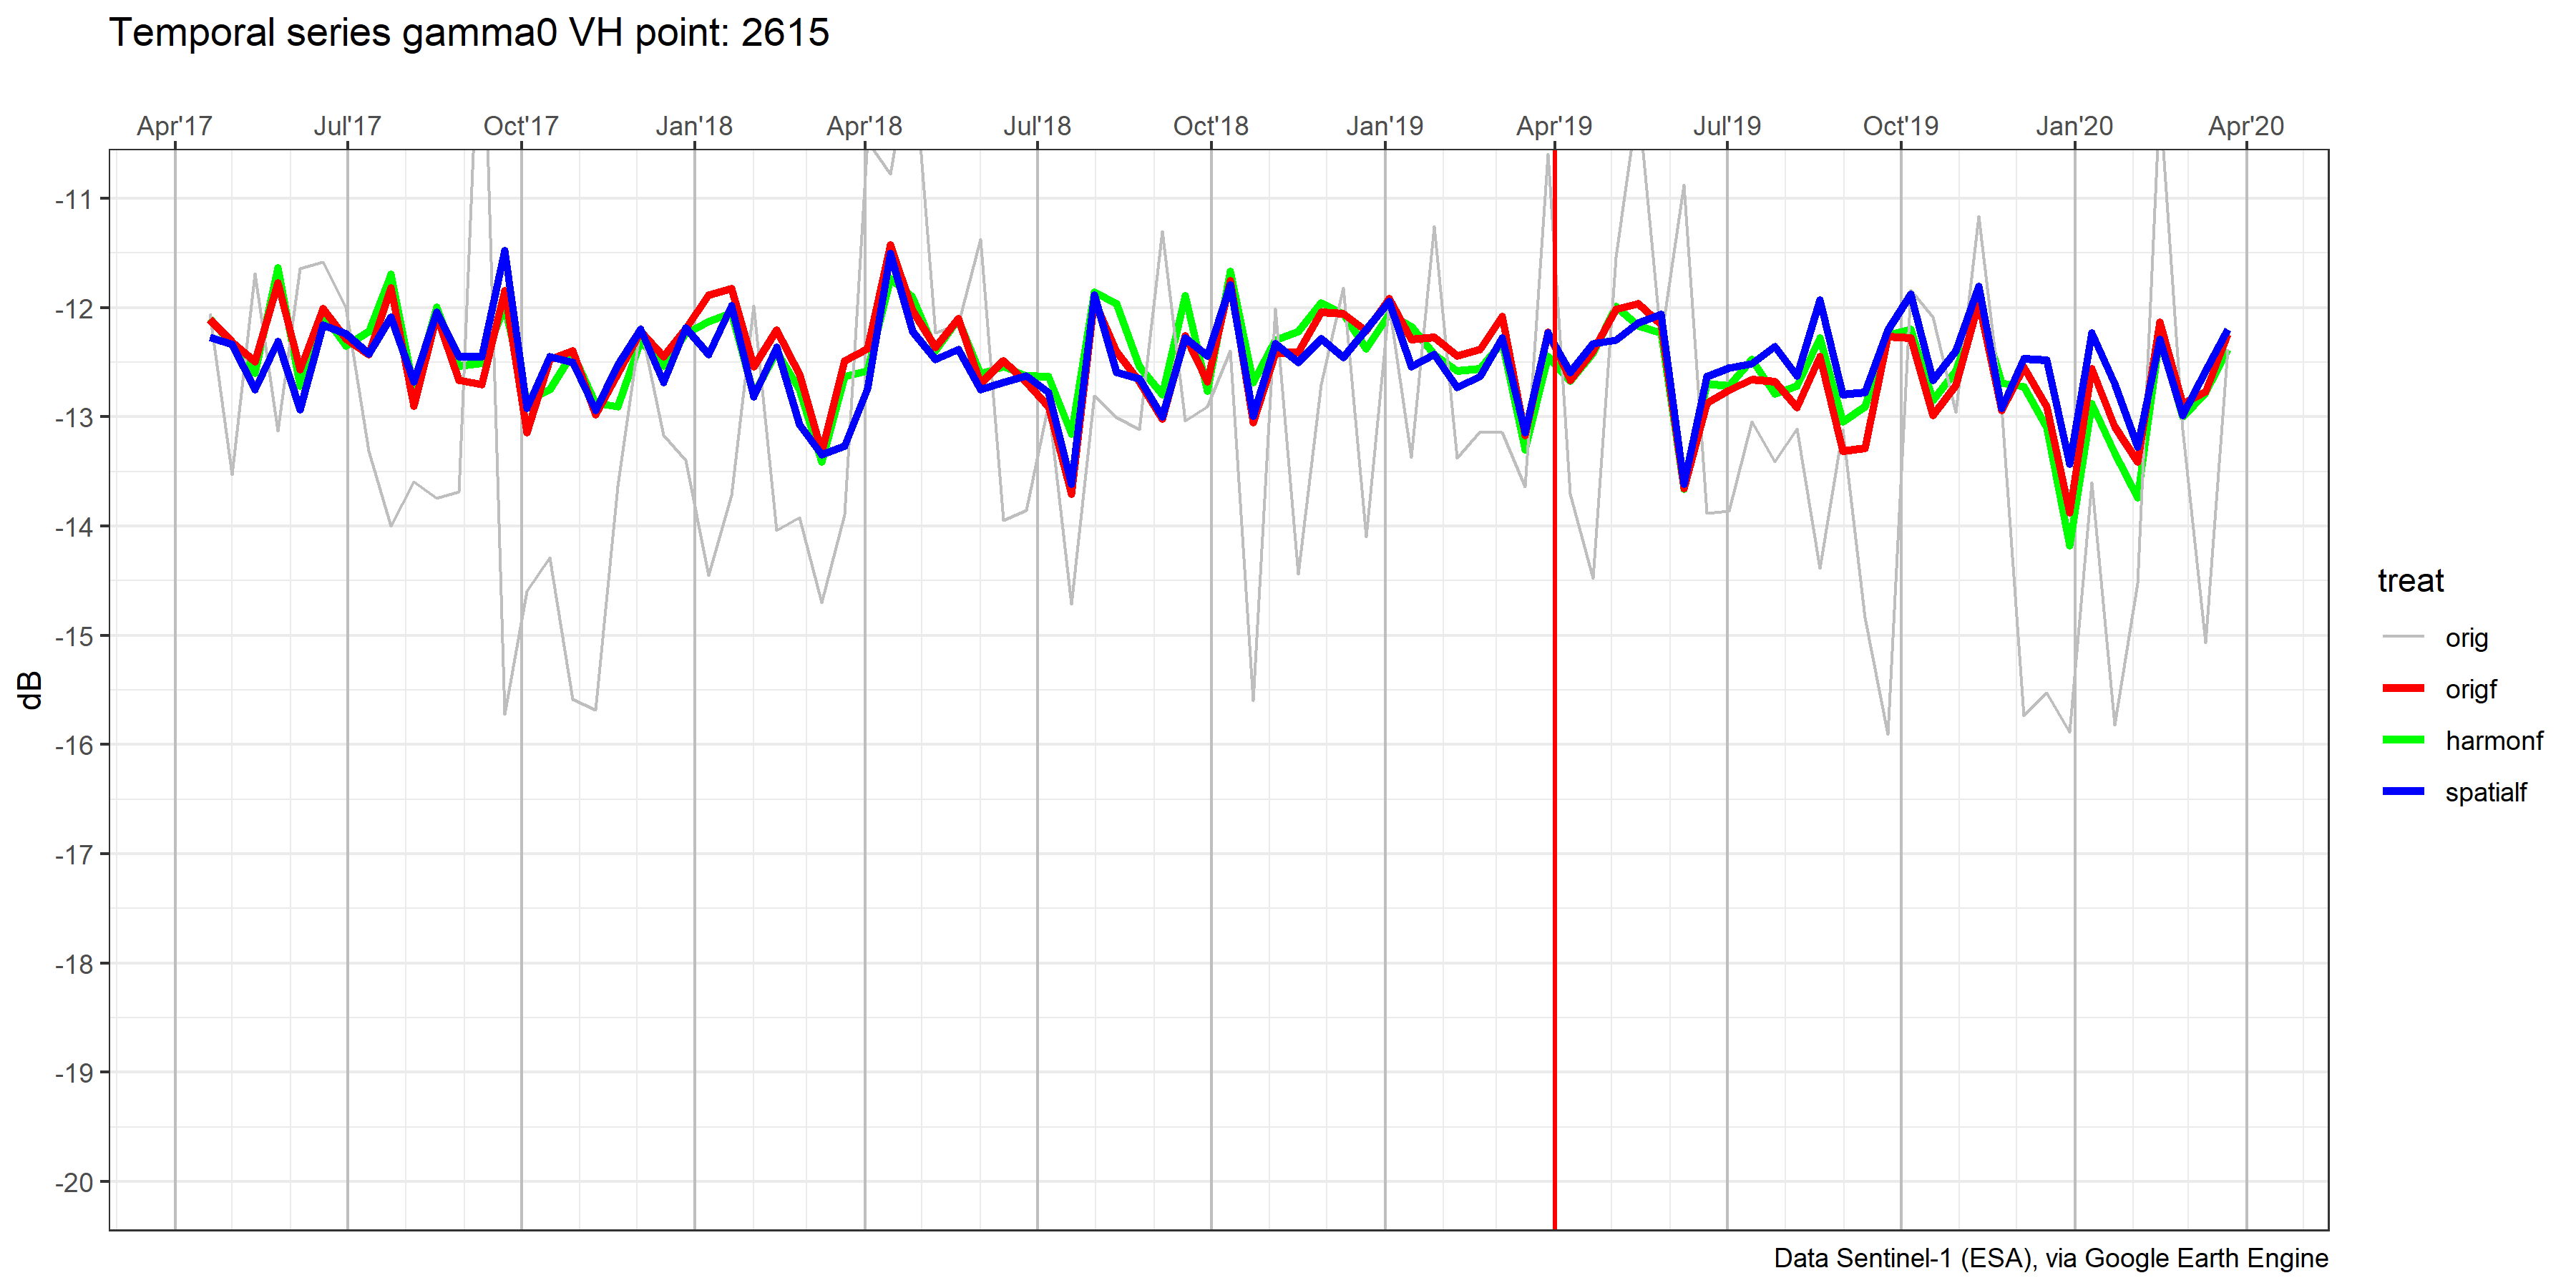 Temporal series gamma0 VH point: 2615
Apr'17 Jul'17 Oct'17 Jan'18 Apr'18 Jul'18 Oct'18 Jan'19 Apr'19 Jul'19 Oct'19 Jan'20 Apr'20
-11
-12
-13
-14
-15
-16
-17
-18
-19
-20
dB
treat
orig
origf
harmonf
spatialf
Data Sentinel-1 (ESA), via Google Earth Engine